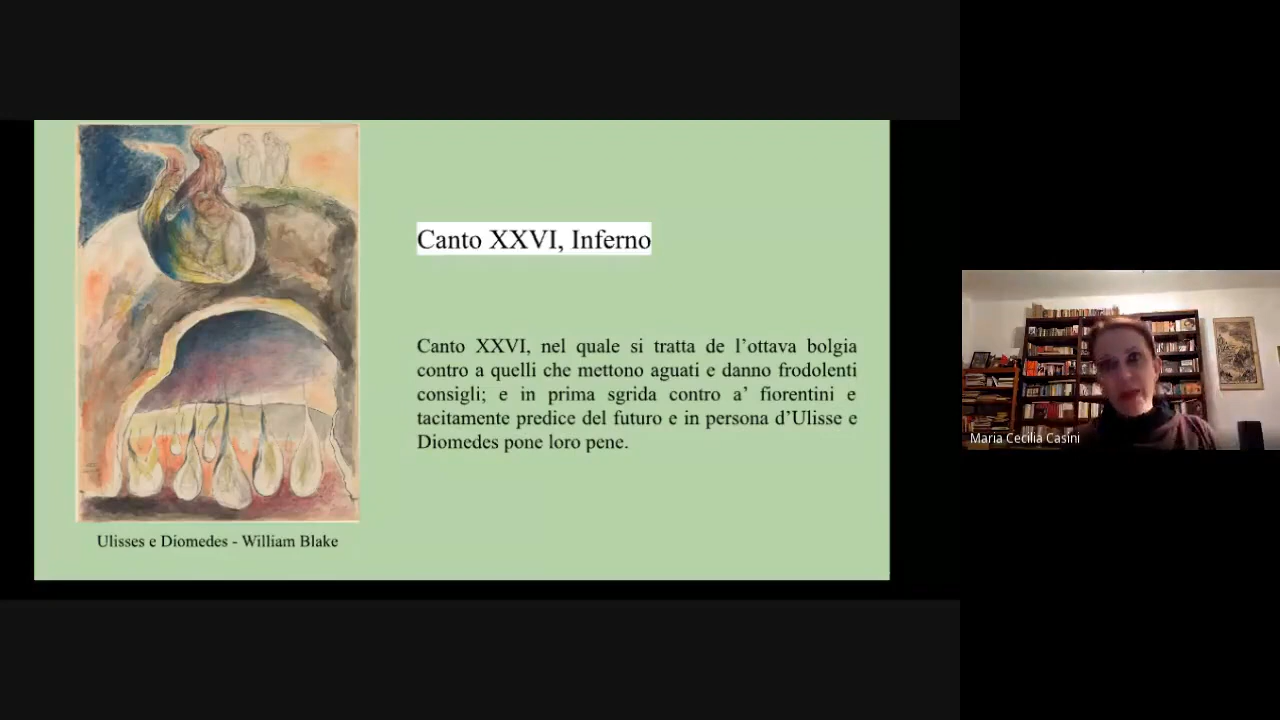 Canto XXVI, Inferno
Canto XXVI, nel quale si tratta de l’ottava bolgia
contro a quelli che mettono aguati e danno frodolenti
consigli; e in prima sgrida contro a’ fiorentini e
tacitamente predice del futuro e in persona d’Ulisse e
Diomedes pone loro pene.
Ulisses e Diomedes - William Blake
Maria Cecilia Casini